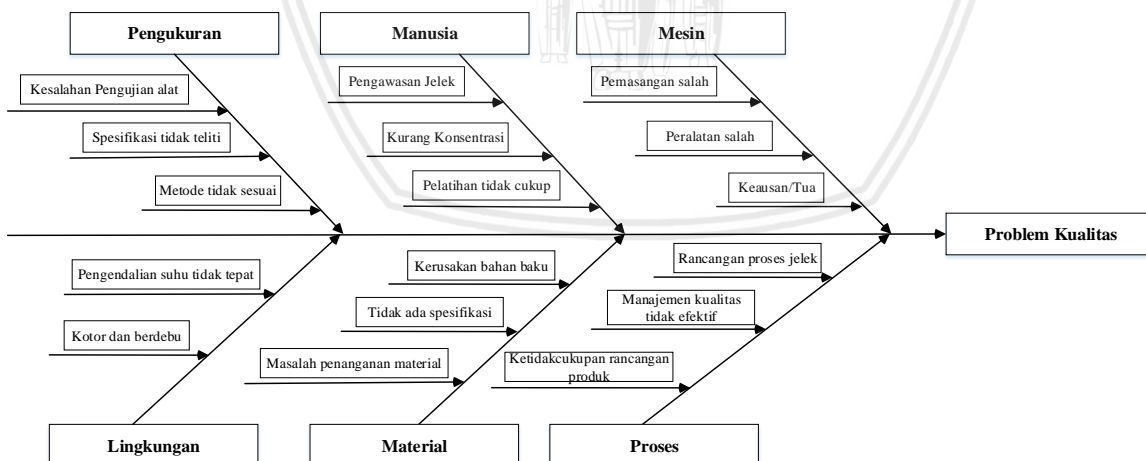 Pengukuran
Manusia
Mesin
Kesalahan Pengujian alat
Spesifikasi tidak teliti
Metode tidak sesuai
Pengawasan Jelek
Kurang Konsentrasi
Pelatihan tidak cukup
Pemasangan salah
Peralatan salah
Keausan/Tua
Problem Kualitas
Pengendalian suhu tidak tepat
Kotor dan berdebu
Kerusakan bahan baku
Tidak ada spesifikasi
Masalah penanganan material
Rancangan proses jelek
Manajemen kualitas
tidak efektif
Ketidakcukupan rancangan
produk
Lingkungan
Material
Proses